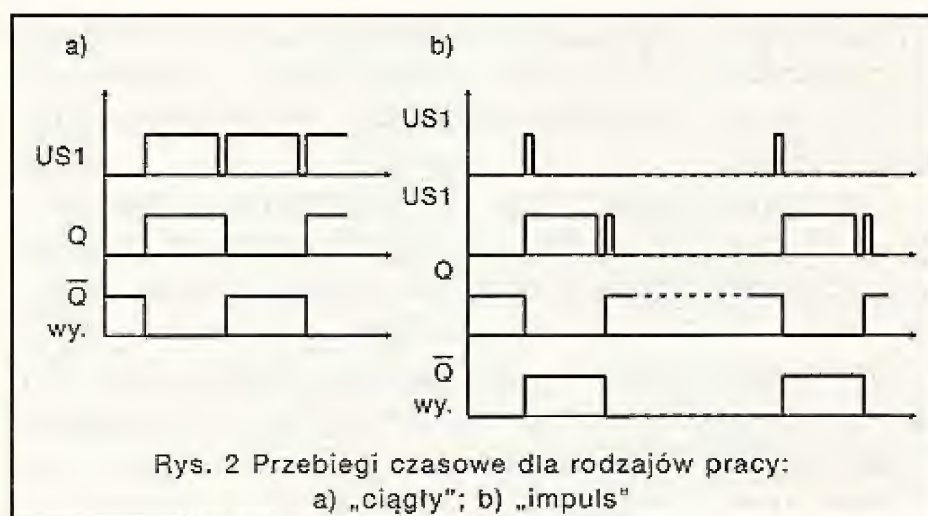 a)
US1
Q
Q̅
wy.
b)
US1
US1
Q
Q̅
wy.
Rys. 2 Przebiegi czasowe dla rodzajów pracy:
a) „ciągły”; b) „impuls”